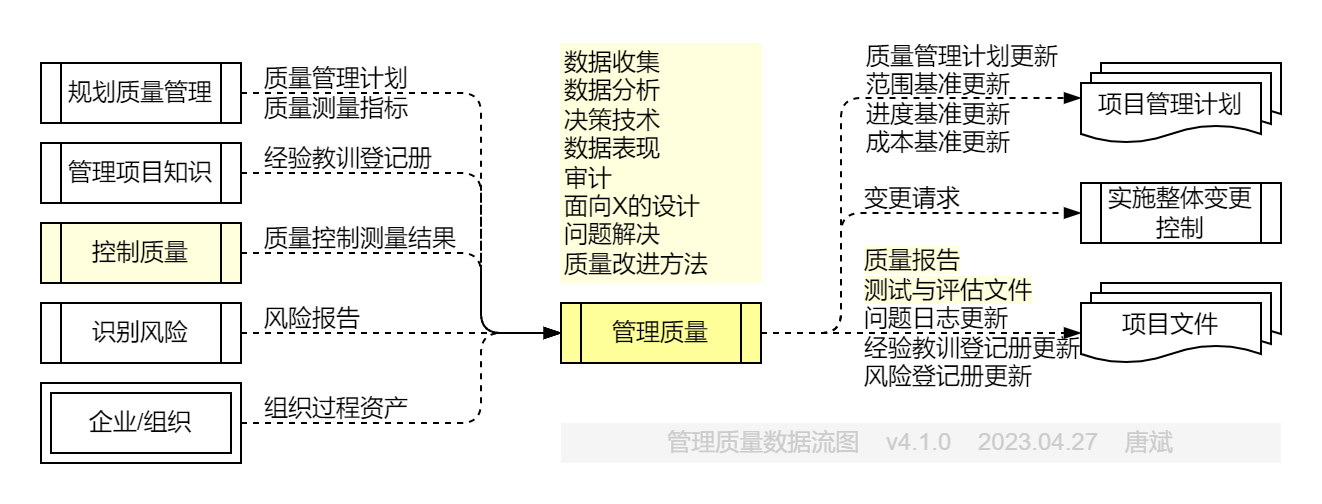 规划质量管理
质量管理计划
质量测量指标
管理项目知识
经验教训登记册
控制质量
质量控制测量结果
识别风险
风险报告
企业/组织
组织过程资产
数据收集
数据分析
决策技术
数据表现
审计
面向X的设计
问题解决
质量改进方法
管理质量
质量管理计划更新
范围基准更新
进度基准更新
成本基准更新
项目管理计划
变更请求
实施整体变更
控制
质量报告
测试与评估文件
问题日志更新
经验教训登记册更新
风险登记册更新
项目文件
管理质量数据流图 v4.1.0 2023.04.27 唐斌